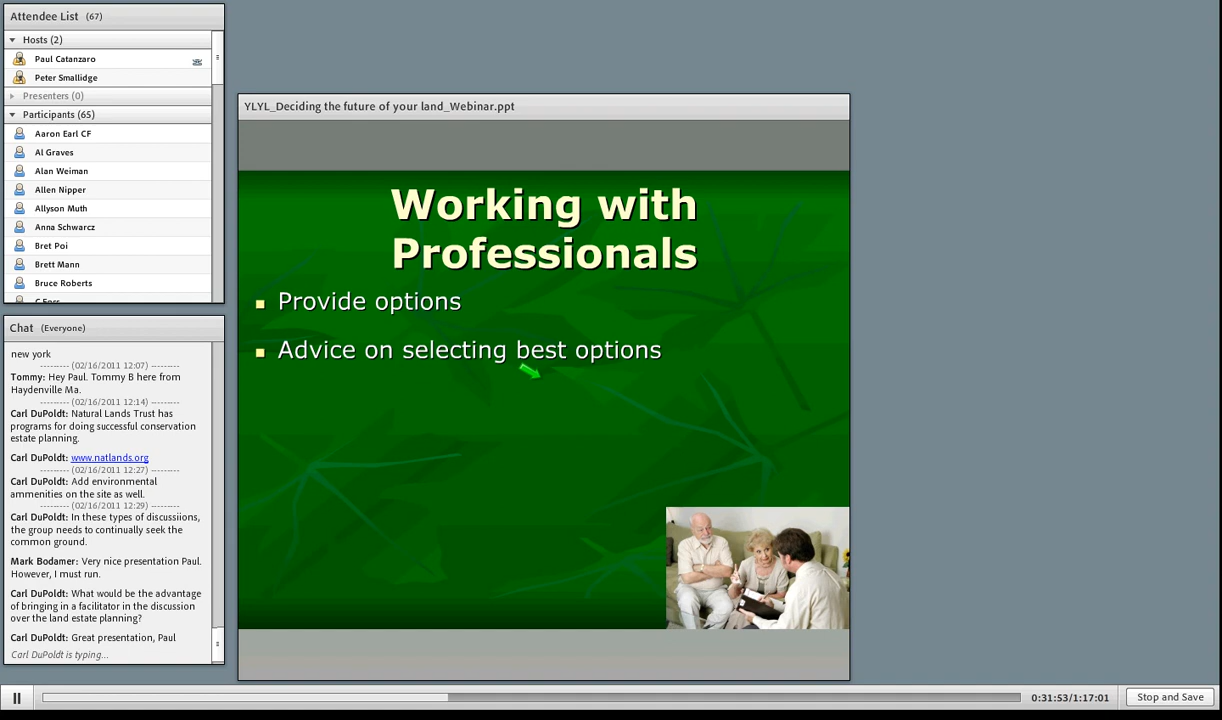 Attendee List (67)
Hosts (2)
Paul Catanzaro
Peter Smallidge
Presenters (0)
Participants (65)
Aaron Earl CF
Al Graves
Alan Weiman
Allen Nipper
Allyson Muth
Anna Schwarcz
Bret Poi
Brett Mann
Bruce Roberts
Chat (Everyone)
new york
--------- (02/16/2011 12:07) ---------
Tommy: Hey Paul. Tommy B here from
Haydenville Ma.
--------- (02/16/2011 12:14) ---------
Carl DuPoldt: Natural Lands Trust has
programs for doing successful conservation
estate planning.
Carl DuPoldt: www.natlands.org
--------- (02/16/2011 12:27) ---------
Carl DuPoldt: Add environmental
ammenities on the site as well.
--------- (02/16/2011 12:29) ---------
Carl DuPoldt: In these types of discussiions,
the group needs to continually seek the
common ground.
Mark Bodamer: Very nice presentation Paul.
However, I must run.
Carl DuPoldt: What would be the advantage
of bringing in a facilitator in the discussion
over the land estate planning?
Carl DuPoldt: Great presentation, Paul
Carl DuPoldt is typing...
YLYL_Deciding the future of your land_Webinar.ppt
Working with
Professionals
Provide options
Advice on selecting best options
0:31:53/1:17:01
Stop and Save